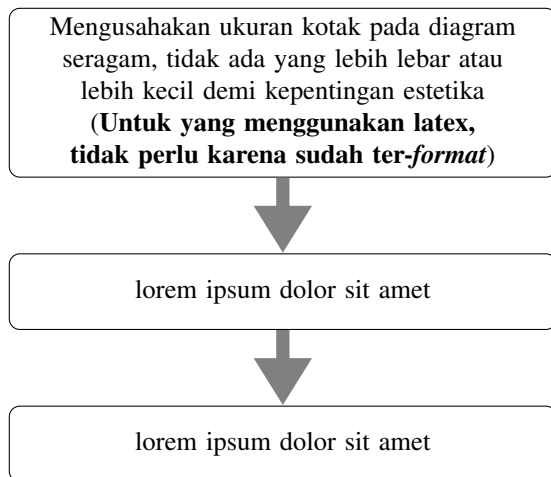 Mengusahakan ukuran kotak pada diagram
seragam, tidak ada yang lebih lebar atau
lebih kecil demi kepentingan estetika
(Untuk yang menggunakan latex,
tidak perlu karena sudah ter-format)
lorem ipsum dolor sit amet
lorem ipsum dolor sit amet